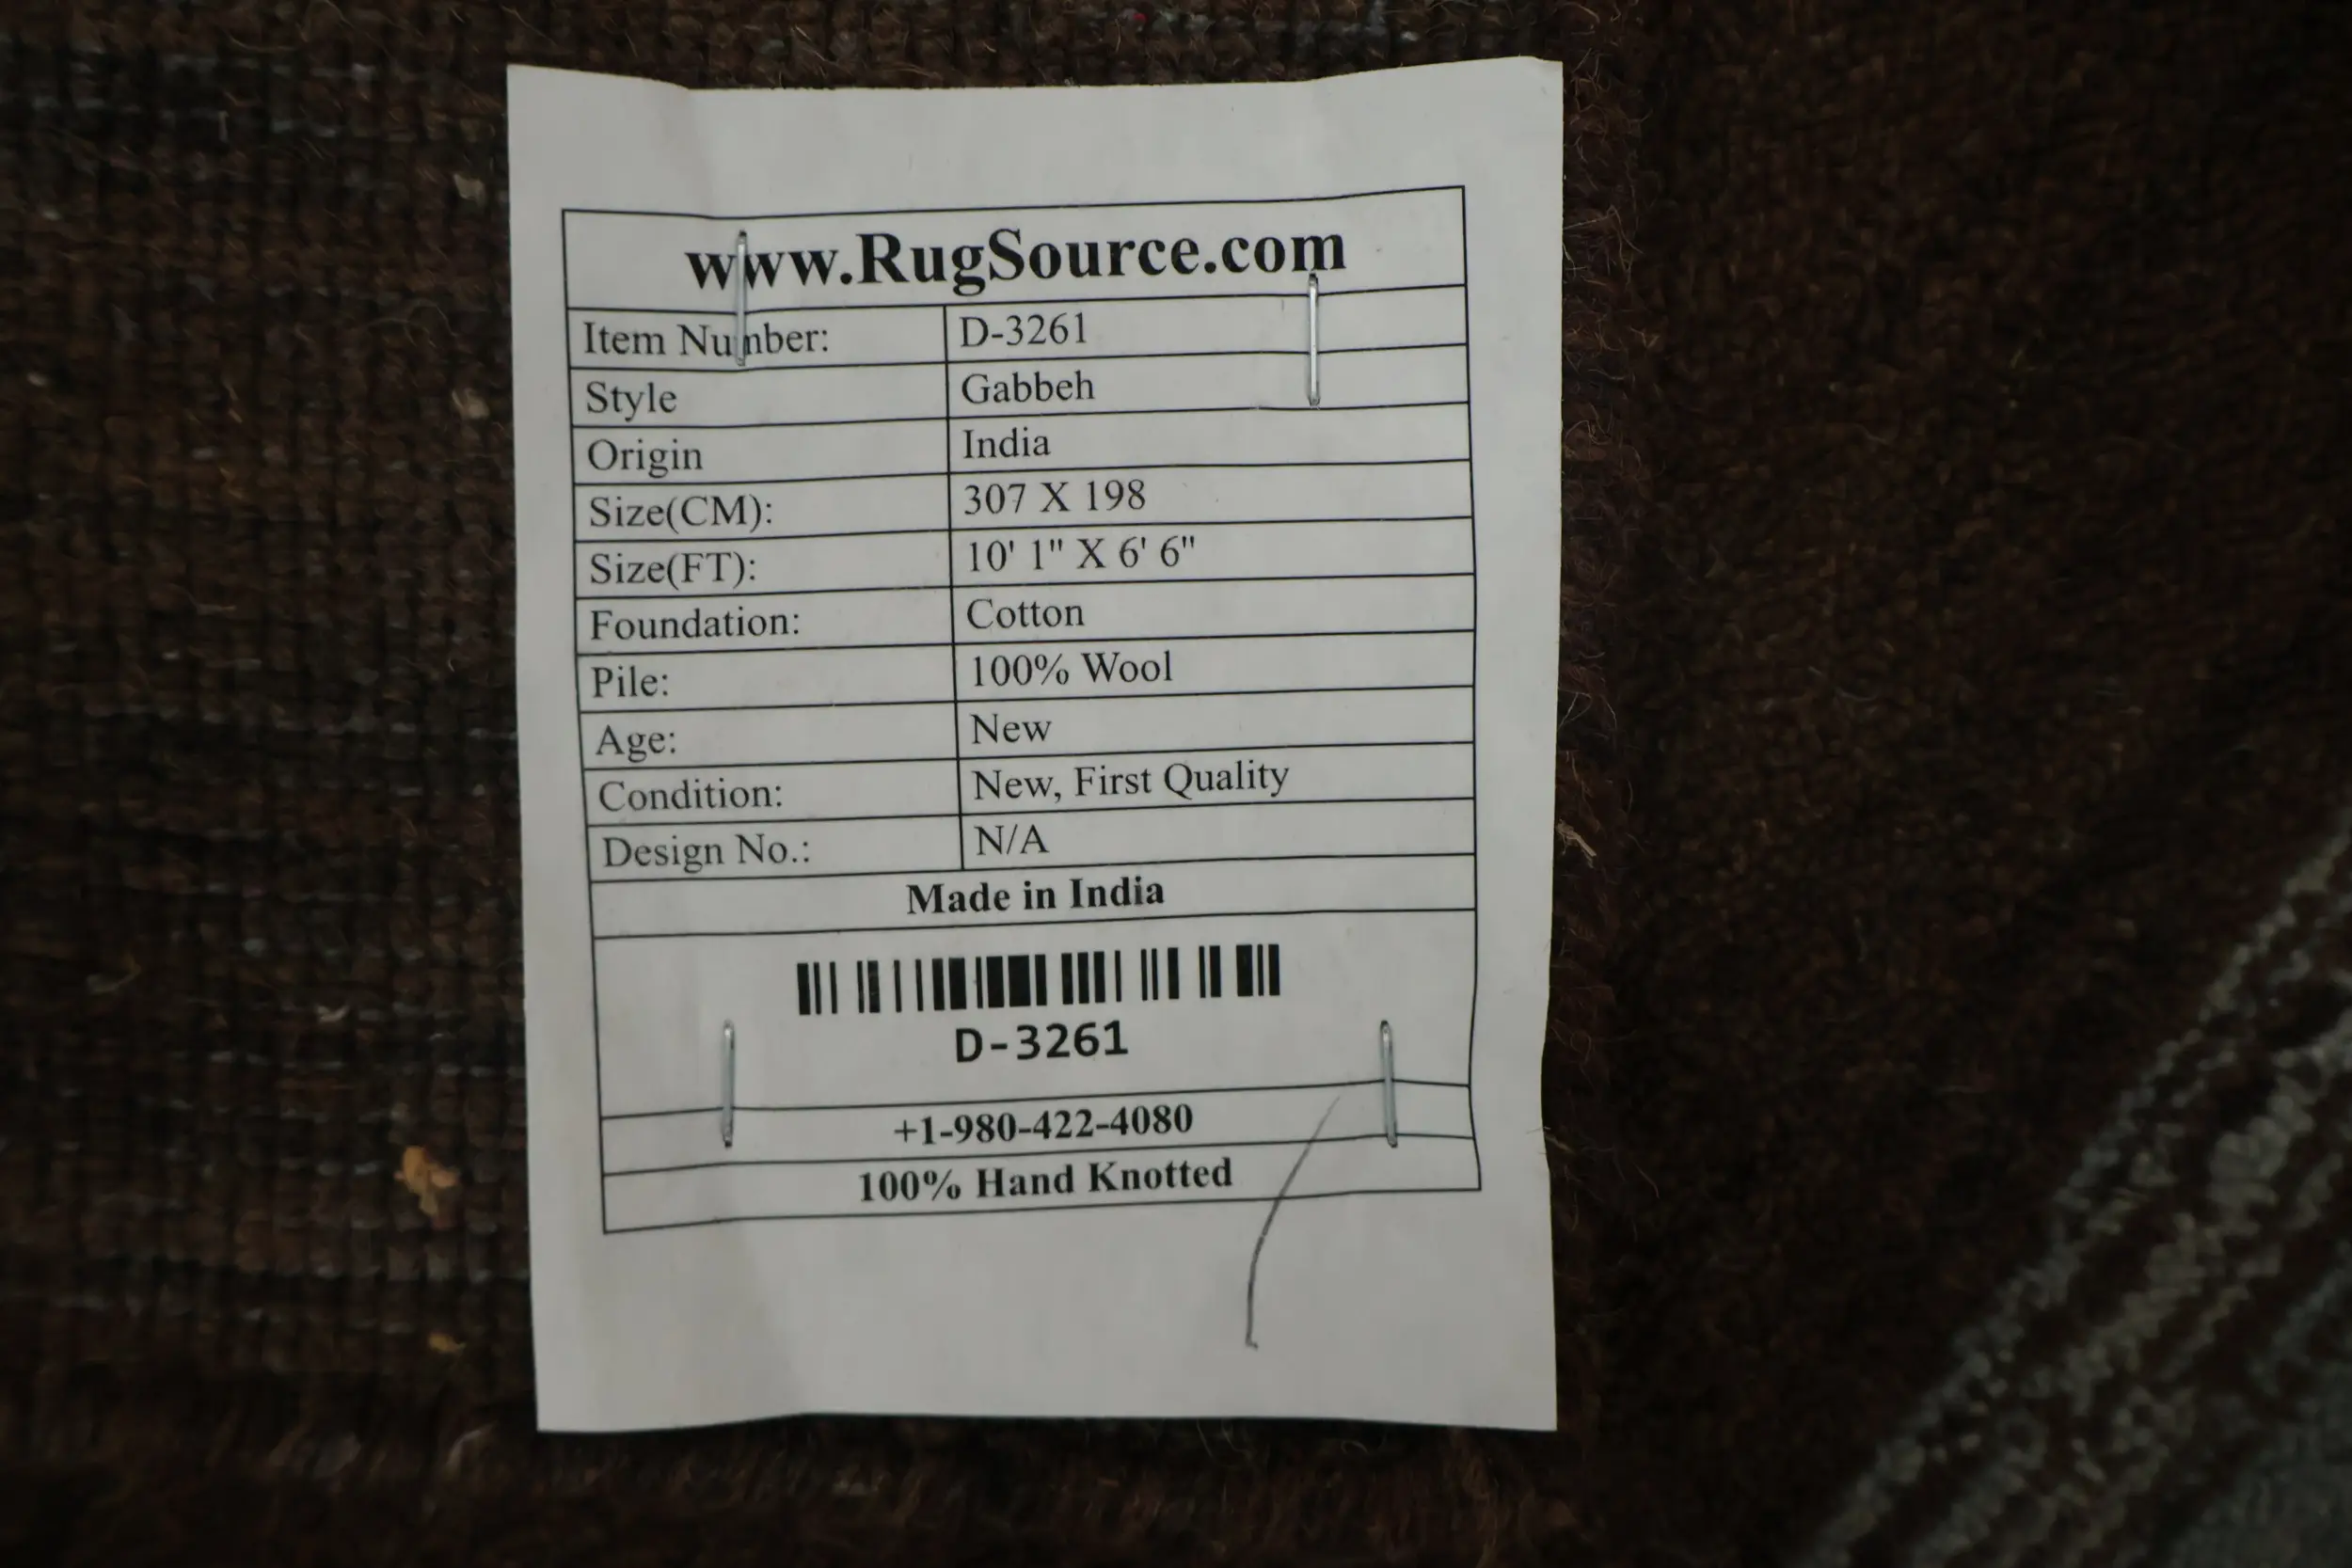 www.RugSource.com
Item Number: D-3261
Style Gabbeh
Origin India
Size(CM): 307 X 198
Size(FT): 10' 1" X 6' 6"
Foundation: Cotton
Pile: 100% Wool
Age: New
Condition: New, First Quality
Design No.: N/A
Made in India
D-3261
+1-980-422-4080
100% Hand Knotted